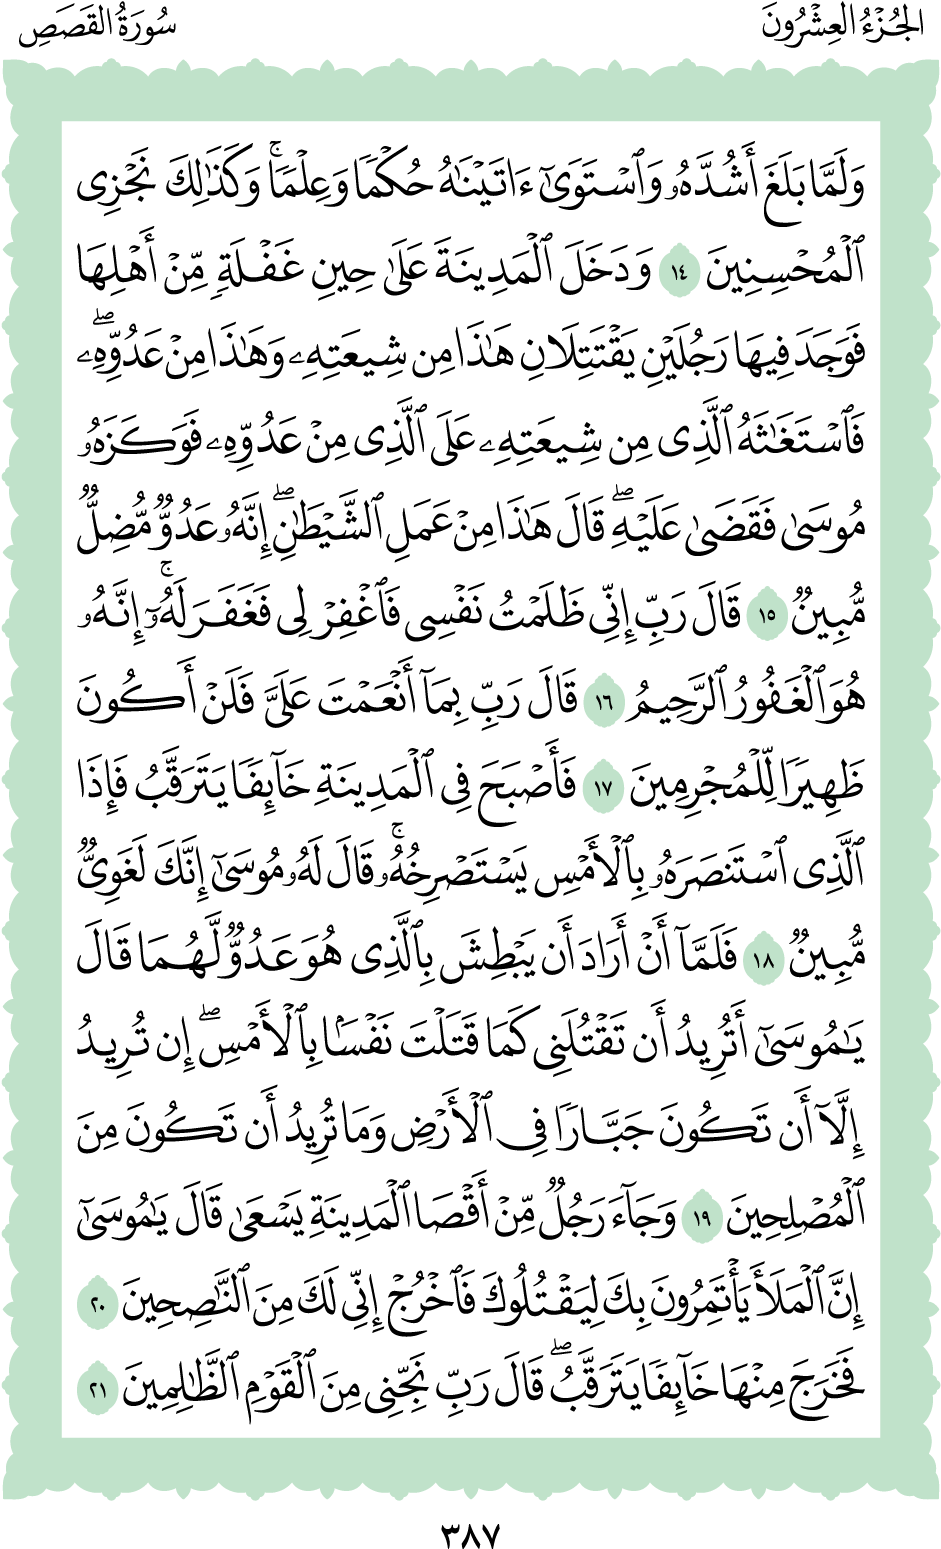 الجُزْءُ العِشْرُونَ
سُورَةُ القَصَصِ
وَلَمَّا بَلَغَ أَشُدَّهُۥ وَٱسْتَوَىٰٓ ءَاتَيْنَٰهُ حُكْمًا وَعِلْمًاۚ وَكَذَٰلِكَ نَجْزِى
ٱلْمُحْسِنِينَ ١٤ وَدَخَلَ ٱلْمَدِينَةَ عَلَىٰ حِينِ غَفْلَةٍ مِّنْ أَهْلِهَا
فَوَجَدَ فِيهَا رَجُلَيْنِ يَقْتَتِلَانِ هَٰذَا مِن شِيعَتِهِۦ وَهَٰذَا مِنْ عَدُوِّهِۦۖ
فَٱسْتَغَٰثَهُ ٱلَّذِى مِن شِيعَتِهِۦ عَلَى ٱلَّذِى مِنْ عَدُوِّهِۦ فَوَكَزَهُۥ
مُوسَىٰ فَقَضَىٰ عَلَيْهِۖ قَالَ هَٰذَا مِنْ عَمَلِ ٱلشَّيْطَٰنِۖ إِنَّهُۥ عَدُوٌّ مُّضِلٌّ
مُّبِينٌ ١٥ قَالَ رَبِّ إِنِّى ظَلَمْتُ نَفْسِى فَٱغْفِرْ لِى فَغَفَرَ لَهُۥٓۚ إِنَّهُۥ
هُوَ ٱلْغَفُورُ ٱلرَّحِيمُ ١٦ قَالَ رَبِّ بِمَآ أَنْعَمْتَ عَلَىَّ فَلَنْ أَكُونَ
ظَهِيرًا لِّلْمُجْرِمِينَ ١٧ فَأَصْبَحَ فِى ٱلْمَدِينَةِ خَآئِفًا يَتَرَقَّبُ فَإِذَا
ٱلَّذِى ٱسْتَنصَرَهُۥ بِٱلْأَمْسِ يَسْتَصْرِخُهُۥۚ قَالَ لَهُۥ مُوسَىٰٓ إِنَّكَ لَغَوِىٌّ
مُّبِينٌ ١٨ فَلَمَّآ أَنْ أَرَادَ أَن يَبْطِشَ بِٱلَّذِى هُوَ عَدُوٌّ لَّهُمَا قَالَ
يَٰمُوسَىٰٓ أَتُرِيدُ أَن تَقْتُلَنِى كَمَا قَتَلْتَ نَفْسًۢا بِٱلْأَمْسِۖ إِن تُرِيدُ
إِلَّآ أَن تَكُونَ جَبَّارًا فِى ٱلْأَرْضِ وَمَا تُرِيدُ أَن تَكُونَ مِنَ
ٱلْمُصْلِحِينَ ١٩ وَجَآءَ رَجُلٌ مِّنْ أَقْصَا ٱلْمَدِينَةِ يَسْعَىٰ قَالَ يَٰمُوسَىٰٓ
إِنَّ ٱلْمَلَأَ يَأْتَمِرُونَ بِكَ لِيَقْتُلُوكَ فَٱخْرُجْ إِنِّى لَكَ مِنَ ٱلنَّٰصِحِينَ ٢٠
فَخَرَجَ مِنْهَا خَآئِفًا يَتَرَقَّبُۖ قَالَ رَبِّ نَجِّنِى مِنَ ٱلْقَوْمِ ٱلظَّٰلِمِينَ ٢١
٣٨٧